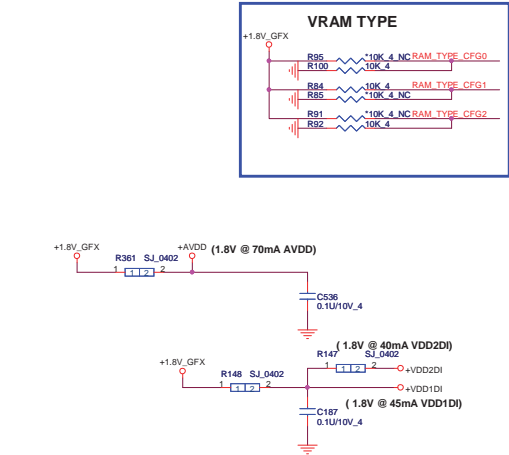 VRAM TYPE
+1.8V_GFX
R95 *10K_4_NC RAM_TYPE_CFG0
R100 10K_4
R84 10K_4 RAM_TYPE_CFG1
R85 *10K_4_NC
R91 *10K_4_NC RAM_TYPE_CFG2
R92 10K_4
+1.8V_GFX R361 SJ_0402 +AVDD (1.8V @ 70mA AVDD)
1 1 2 2
C536
0.1U/10V_4
( 1.8V @ 40mA VDD2DI)
+1.8V_GFX R147 SJ_0402
1 1 2 2 +VDD2DI
R148 SJ_0402
1 1 2 2 +VDD1DI
( 1.8V @ 45mA VDD1DI)
C187
0.1U/10V_4